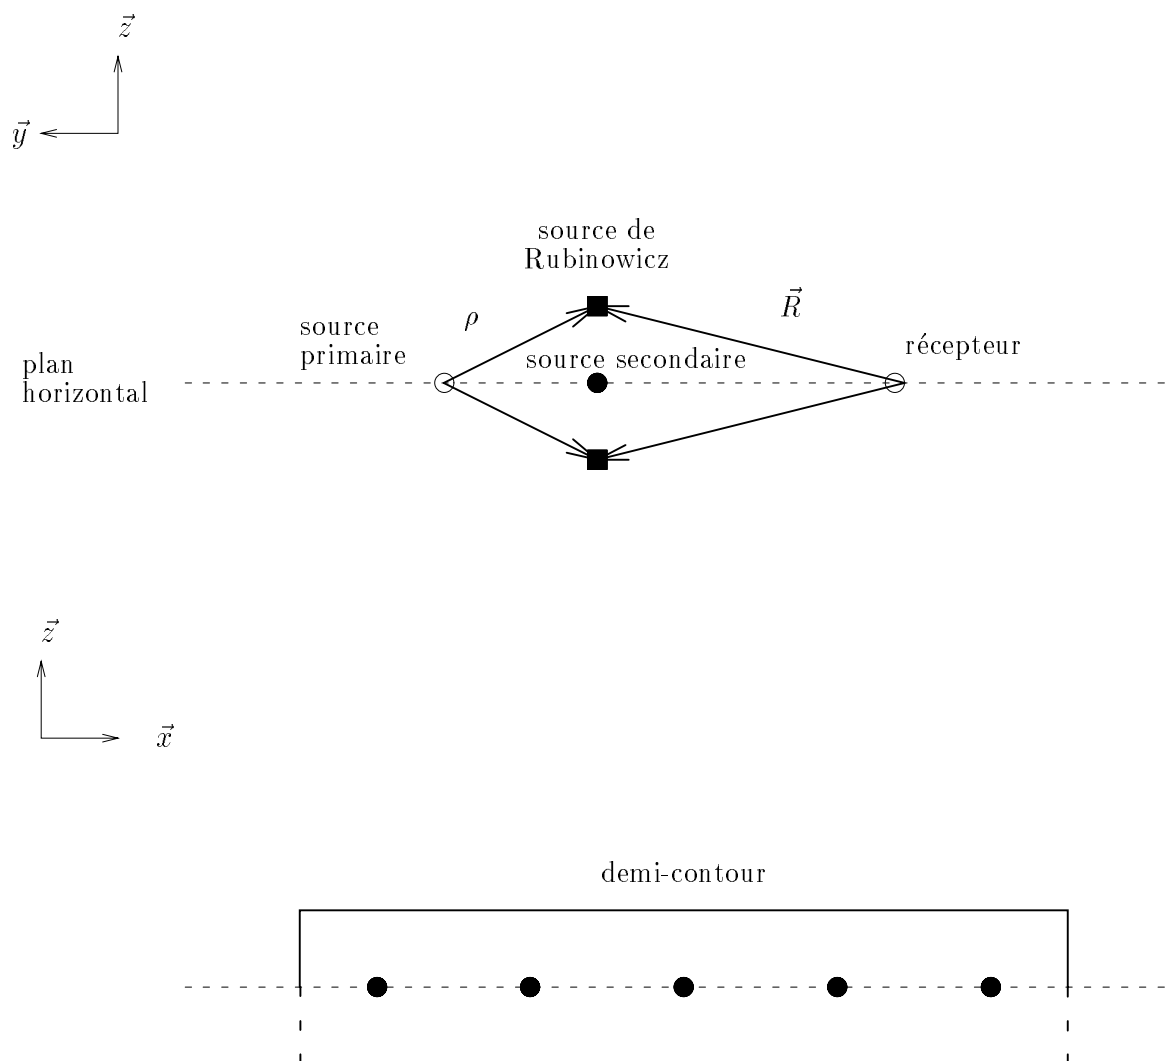 z⃗
y⃗
source de
Rubinowicz
ρ
R⃗
source
primaire
source secondaire
récepteur
plan
horizontal
z⃗
x⃗
demi-contour